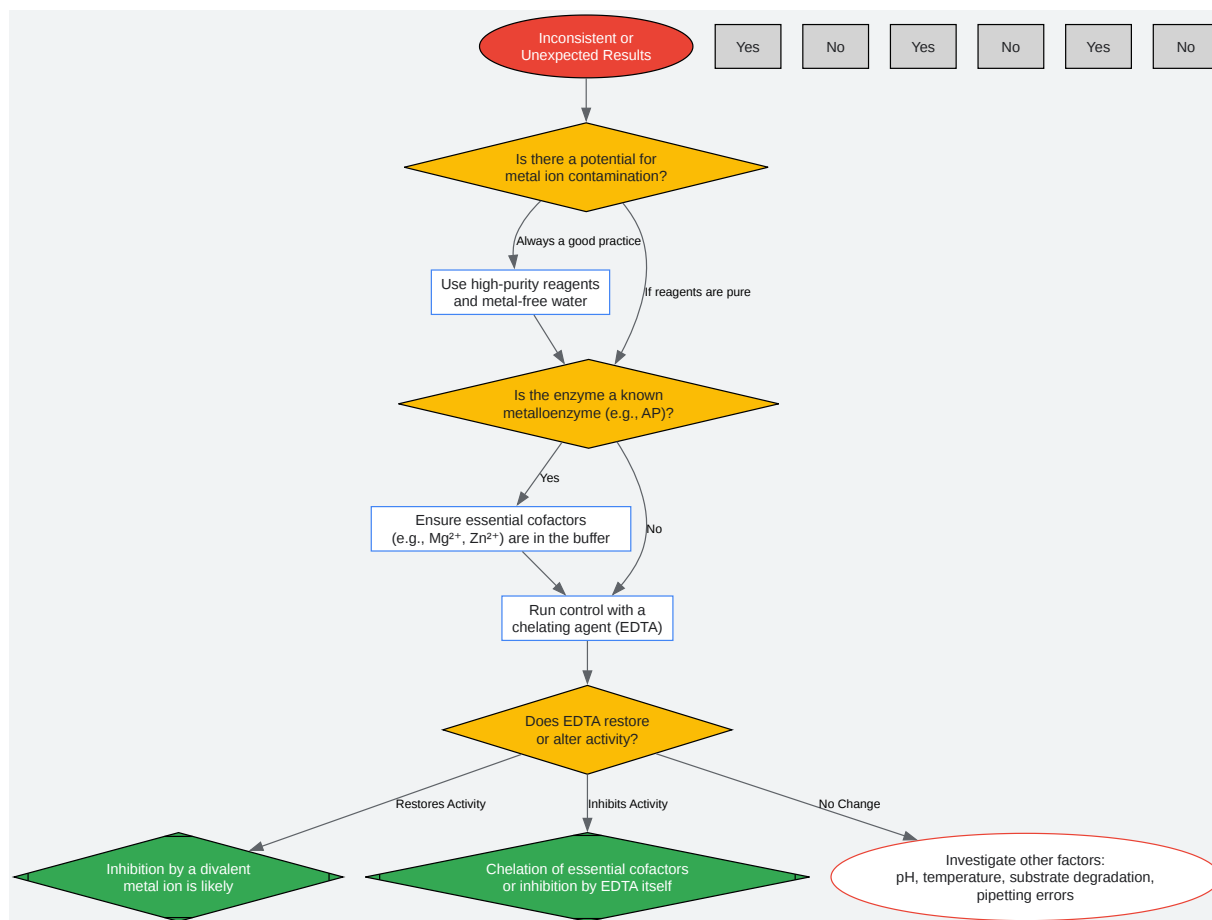 Inconsistent or
Unexpected Results
Yes
No
Yes
No
Yes
No
Is there a potential for
metal ion contamination?
Always a good practice
Use high-purity reagents
and metal-free water
If reagents are pure
Is the enzyme a known
metalloenzyme (e.g., AP)?
Yes
Ensure essential cofactors
(e.g., Mg²⁺, Zn²⁺) are in the buffer
No
Run control with a
chelating agent (EDTA)
Does EDTA restore
or alter activity?
Restores Activity
Inhibits Activity
No Change
Inhibition by a divalent
metal ion is likely
Chelation of essential cofactors
or inhibition by EDTA itself
Investigate other factors:
pH, temperature, substrate degradation,
pipetting errors